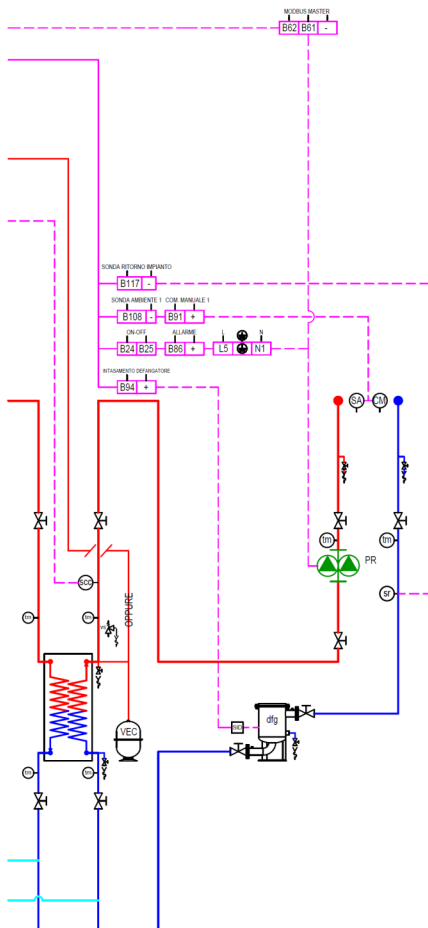 MODBUS MASTER
B62 B61 -
SONDA RITORNO IMPIANTO
B117 -
SONDA AMBIENTE 1 COM. MANUALE 1
B108 - B91 +
ON-OFF ALLARME L N
B24 B25 B86 + L5 N1
INTASAMENTO DEFANGATORE
B94 +
SA CM
tm tm
PR
scc
sr
OPPURE
tm tm
vs
dfg
VEC
tm tm